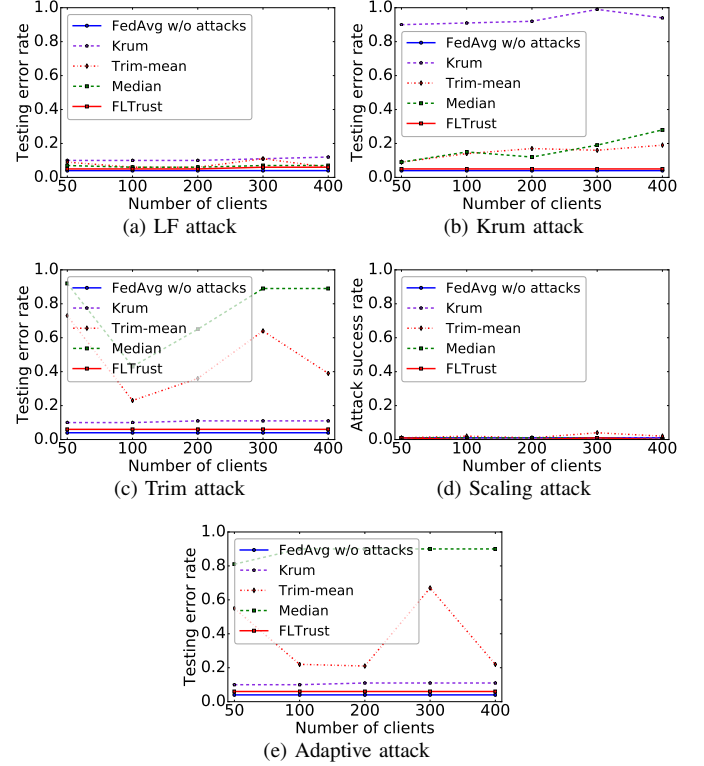 1.0
0.8
0.6
0.4
0.2
0.0
Testing error rate
FedAvg w/o attacks
Krum
Trim-mean
Median
FLTrust
50 100 200 300 400
Number of clients
(a) LF attack
1.0
0.8
0.6
0.4
0.2
0.0
Testing error rate
FedAvg w/o attacks
Krum
Trim-mean
Median
FLTrust
50 100 200 300 400
Number of clients
(b) Krum attack
1.0
0.8
0.6
0.4
0.2
0.0
Testing error rate
FedAvg w/o attacks
Krum
Trim-mean
Median
FLTrust
50 100 200 300 400
Number of clients
(c) Trim attack
1.0
0.8
0.6
0.4
0.2
0.0
Attack success rate
FedAvg w/o attacks
Krum
Trim-mean
Median
FLTrust
50 100 200 300 400
Number of clients
(d) Scaling attack
1.0
0.8
0.6
0.4
0.2
0.0
Testing error rate
FedAvg w/o attacks
Krum
Trim-mean
Median
FLTrust
50 100 200 300 400
Number of clients
(e) Adaptive attack